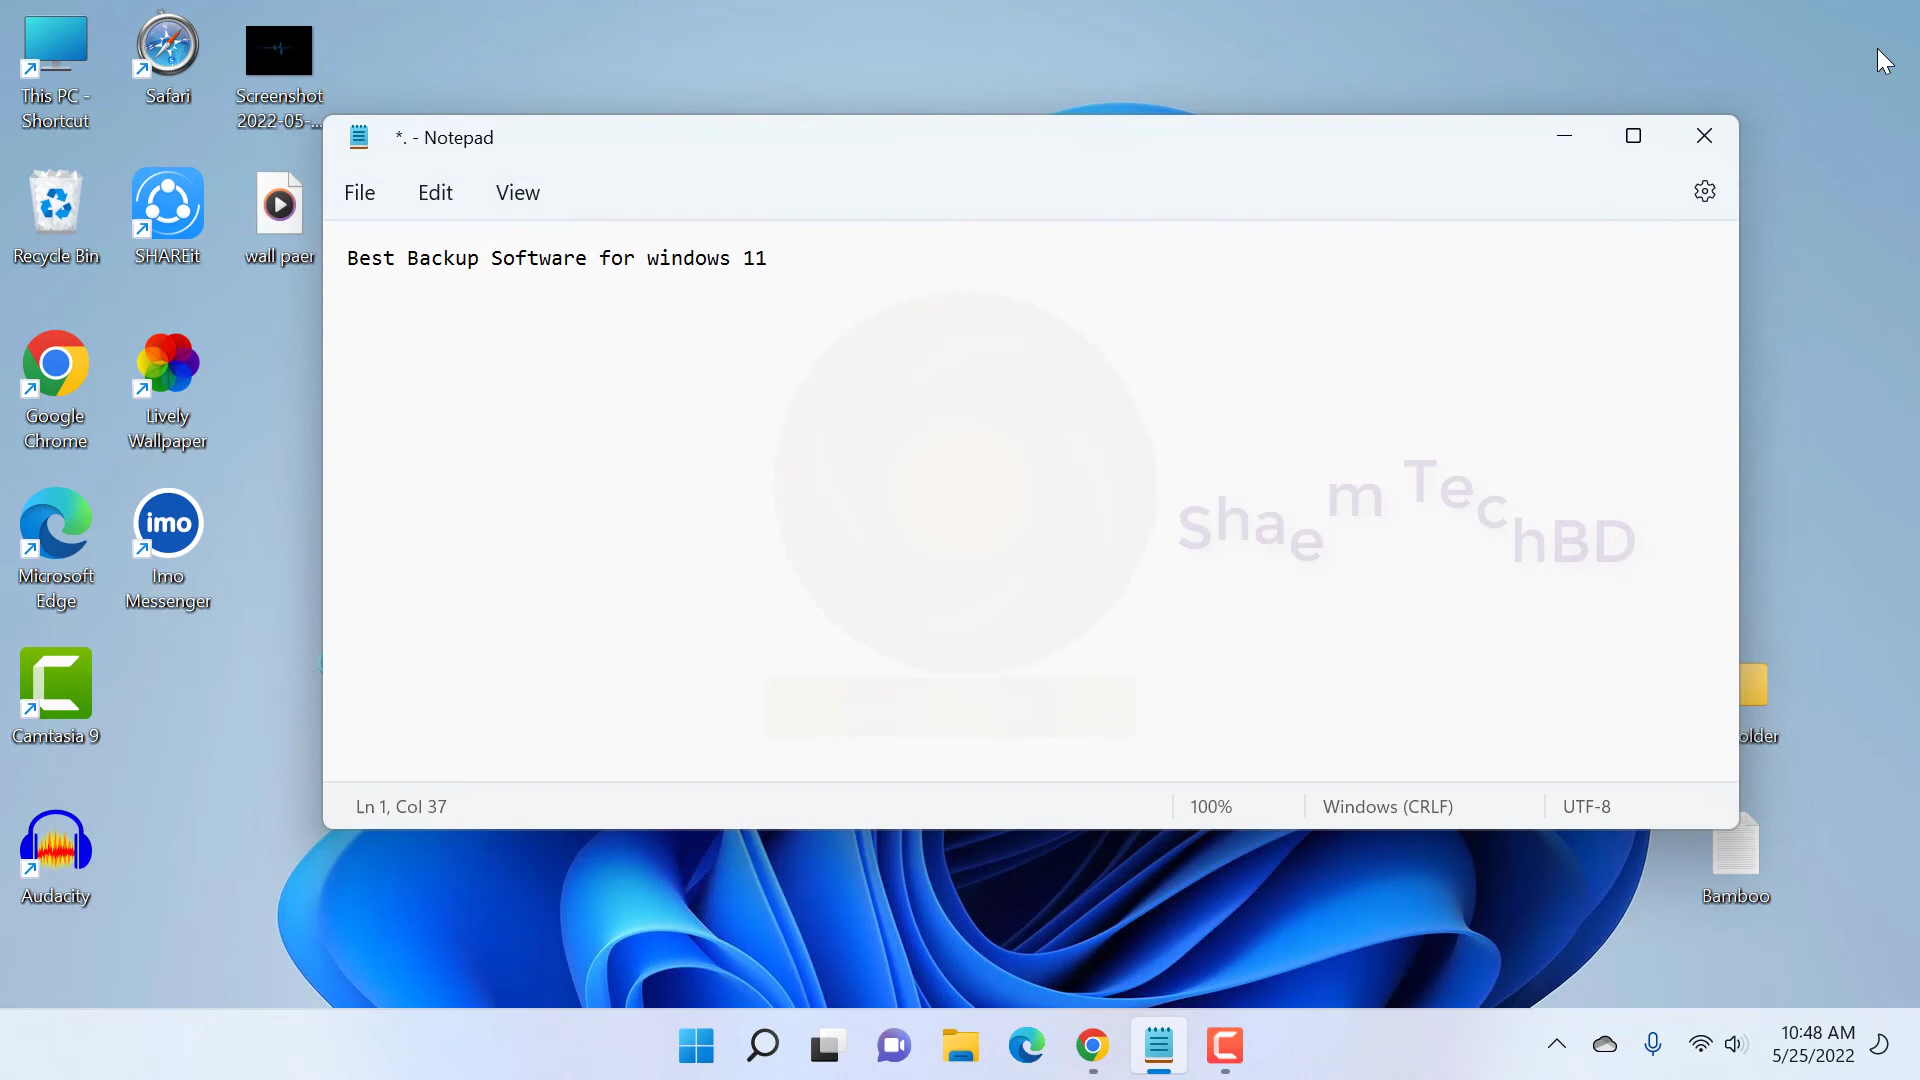 This PC -
Shortcut
Safari
Screenshot
2022-05-...
Recycle Bin
SHAREit
wall paer
Google
Chrome
Lively
Wallpaper
Microsoft
Edge
imo
Imo
Messenger
Camtasia 9
Audacity
*. - Notepad
File Edit View
Best Backup Software for windows 11
Shaem TechBD
Ln 1, Col 37
100%
Windows (CRLF)
UTF-8
older
Bamboo
10:48 AM
5/25/2022